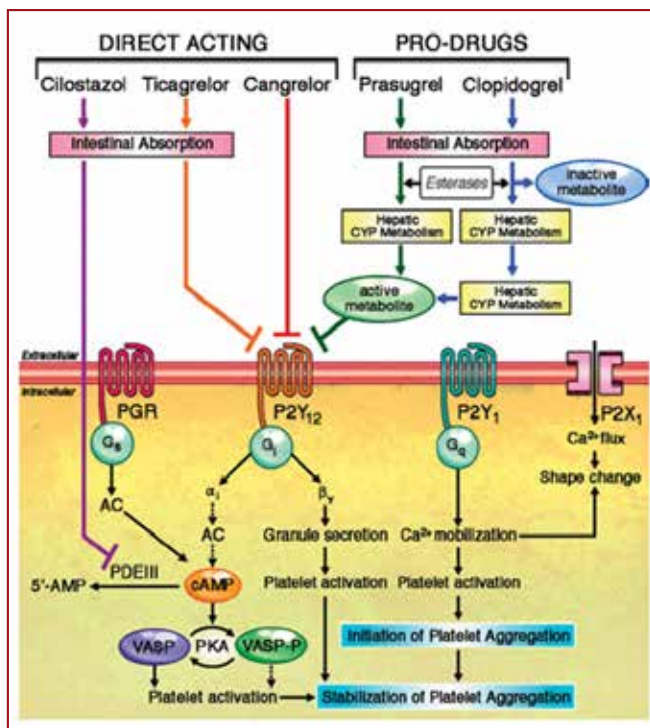 DIRECT ACTING PRO-DRUGS
Cilostazol Ticagrelor Cangrelor Prasugrel Clopidogrel
Intestinal Absorption Intestinal Absorption
Esterases inactive
metabolite
Hepatic
CYP Metabolism
Hepatic
CYP Metabolism
active
metabolite
Hepatic
CYP Metabolism
Extracellular
Intracellular
PGR P2Y12 P2Y1 P2X1
Gs Gi Gq
Ca2+ flux
Shape change
αi βγ
AC AC Granule secretion Ca2+ mobilization
PDEIII
5'-AMP cAMP Platelet activation Platelet activation
VASP PKA VASP-P
Initiation of Platelet Aggregation
Platelet activation Stabilization of Platelet Aggregation